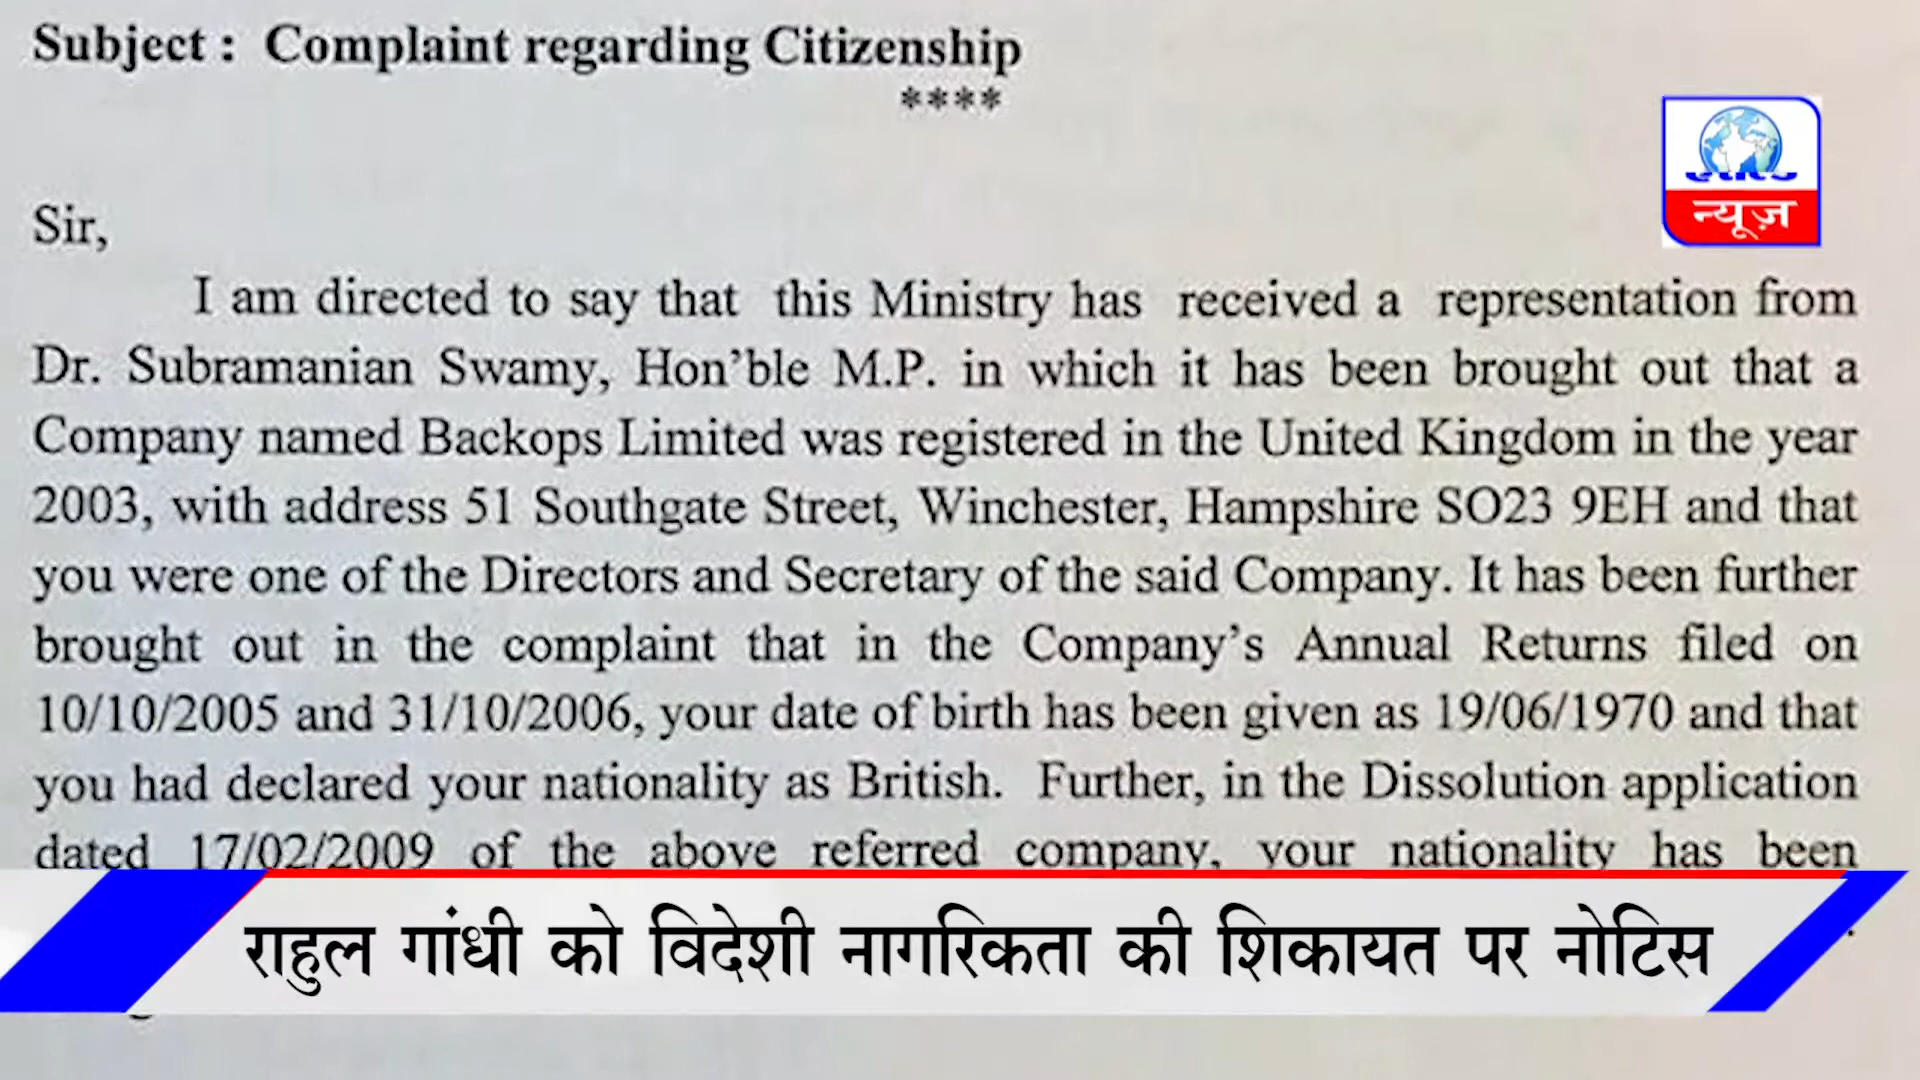 Subject : Complaint regarding Citizenship
****
Sir,
I am directed to say that this Ministry has received a representation from
Dr. Subramanian Swamy, Hon’ble M.P. in which it has been brought out that a
Company named Backops Limited was registered in the United Kingdom in the year
2003, with address 51 Southgate Street, Winchester, Hampshire SO23 9EH and that
you were one of the Directors and Secretary of the said Company. It has been further
brought out in the complaint that in the Company’s Annual Returns filed on
10/10/2005 and 31/10/2006, your date of birth has been given as 19/06/1970 and that
you had declared your nationality as British. Further, in the Dissolution application
dated 17/02/2009 of the above referred company, your nationality has been
न्यूज़
राहुल गांधी को विदेशी नागरिकता की शिकायत पर नोटिस